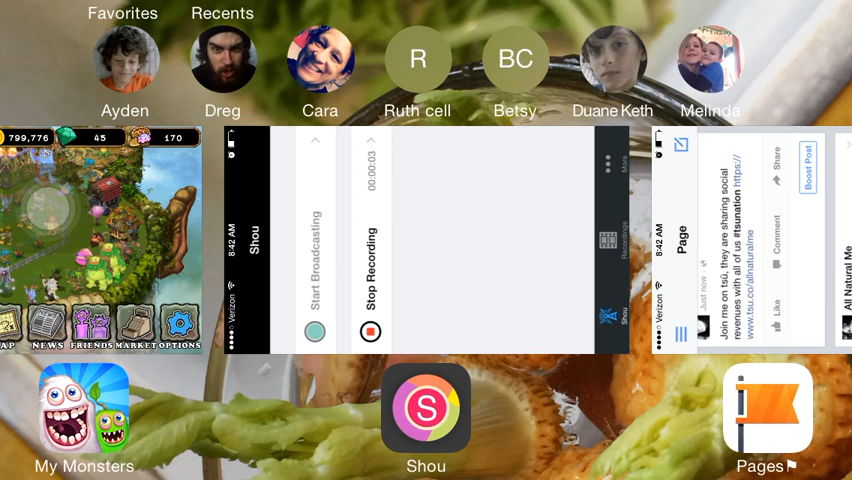 Favorites
Recents
R
BC
Ayden
Dreg
Cara
Ruth cell
Betsy
Duane Keth
Melinda
799,776
45
170
AP
NEWS
FRIENDS
MARKET
OPTIONS
Verizon
8:42 AM
Shou
Start Broadcasting
Stop Recording
00:00:03
Shou
Recordings
More
Verizon
8:42 AM
Page
Just now
Join me on tsū, they are sharing social
revenues with all of us #tsunation https://
www.tsu.co/allnaturalme
Like
Comment
Share
Boost Post
All Natural Me
S
My Monsters
Shou
Pages